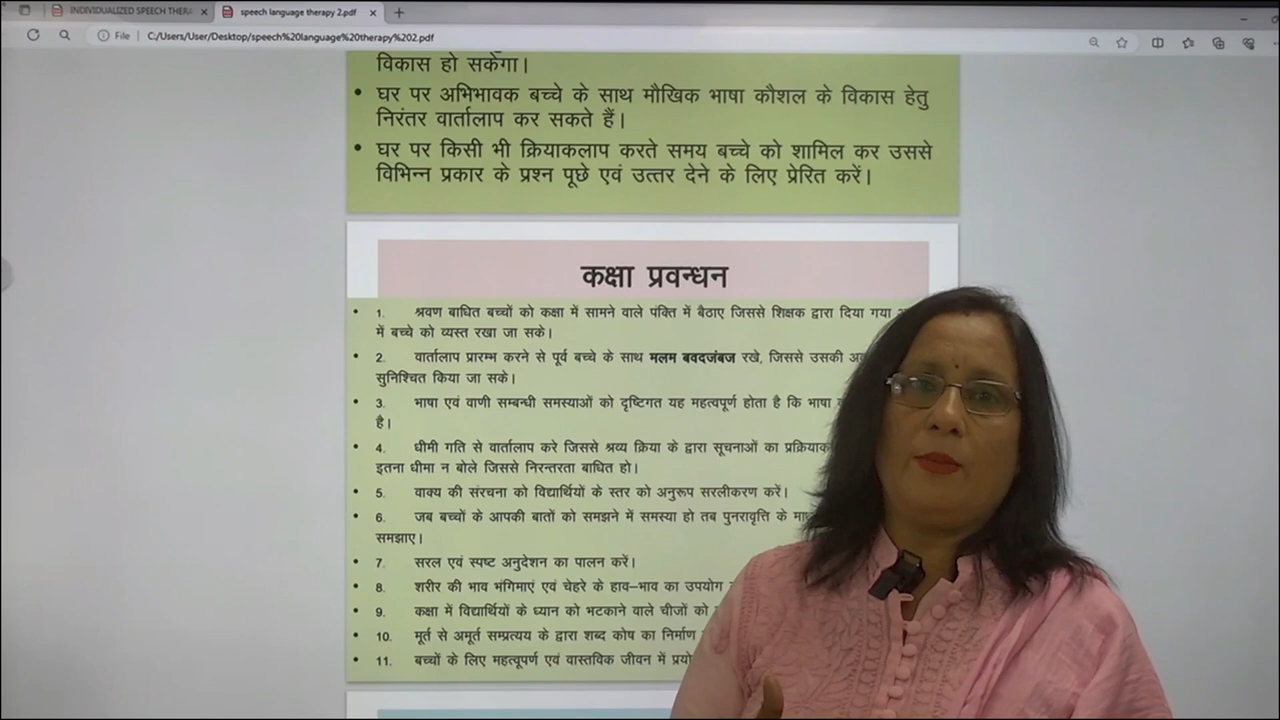 INDIVIDUALIZED SPEECH THERA
speech language therapy 2.pdf
File
C:/Users/User/Desktop/speech%20language%20therapy%202.pdf
विकास हो सकेगा।
• घर पर अभिभावक बच्चे के साथ मौखिक भाषा कौशल के विकास हेतु
निरंतर वार्तालाप कर सकते हैं।
• घर पर किसी भी क्रियाकलाप करते समय बच्चे को शामिल कर उससे
विभिन्न प्रकार के प्रश्न पूछे एवं उत्तर देने के लिए प्रेरित करें।
कक्षा प्रवन्धन
• 1. श्रवण बाधित बच्चों को कक्षा में सामने वाले पंक्ति में बैठाए जिससे शिक्षक द्वारा दिया गया
में बच्चे को व्यस्त रखा जा सके।
• 2. वार्तालाप प्रारम्भ करने से पूर्व बच्चे के साथ मलम बवदजंबज रखे, जिससे उसकी
सुनिश्चित किया जा सके।
• 3. भाषा एवं वाणी सम्बन्धी समस्याओं को दृष्टिगत यह महत्वपूर्ण होता है कि भाषा
है।
• 4. धीमी गति से वार्तालाप करे जिससे श्रव्य क्रिया के द्वारा सूचनाओं का
इतना धीमा न बोले जिससे निरन्तरता बाधित हो।
• 5. वाक्य की संरचना को विद्यार्थियों के स्तर को अनुरूप सरलीकरण करें।
• 6. जब बच्चों के आपकी बातों को समझने में समस्या हो तब पुनरावृत्ति के
समझाए।
• 7. सरल एवं स्पष्ट अनुदेशन का पालन करें।
• 8. शरीर की भाव भंगिमाएं एवं चेहरे के हाव–भाव का उपयोग
• 9. कक्षा में विद्यार्थियों के ध्यान को भटकाने वाले चीजों को
• 10. मूर्त से अमूर्त सम्प्रत्यय के द्वारा शब्द कोष का निर्माण
• 11. बच्चों के लिए महत्वूपर्ण एवं वास्तविक जीवन में